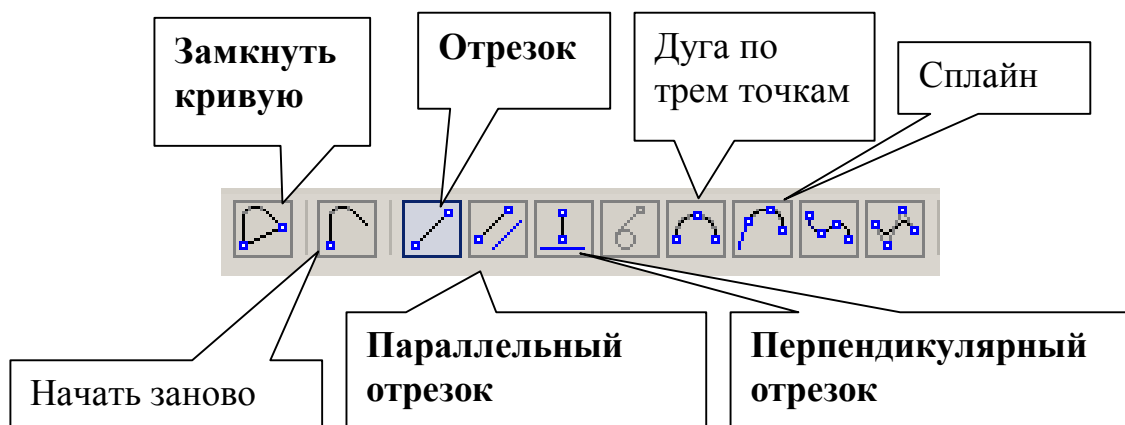 Замкнуть
кривую
Отрезок
Дуга по
трем точкам
Сплайн
Начать заново
Параллельный
отрезок
Перпендикулярный
отрезок